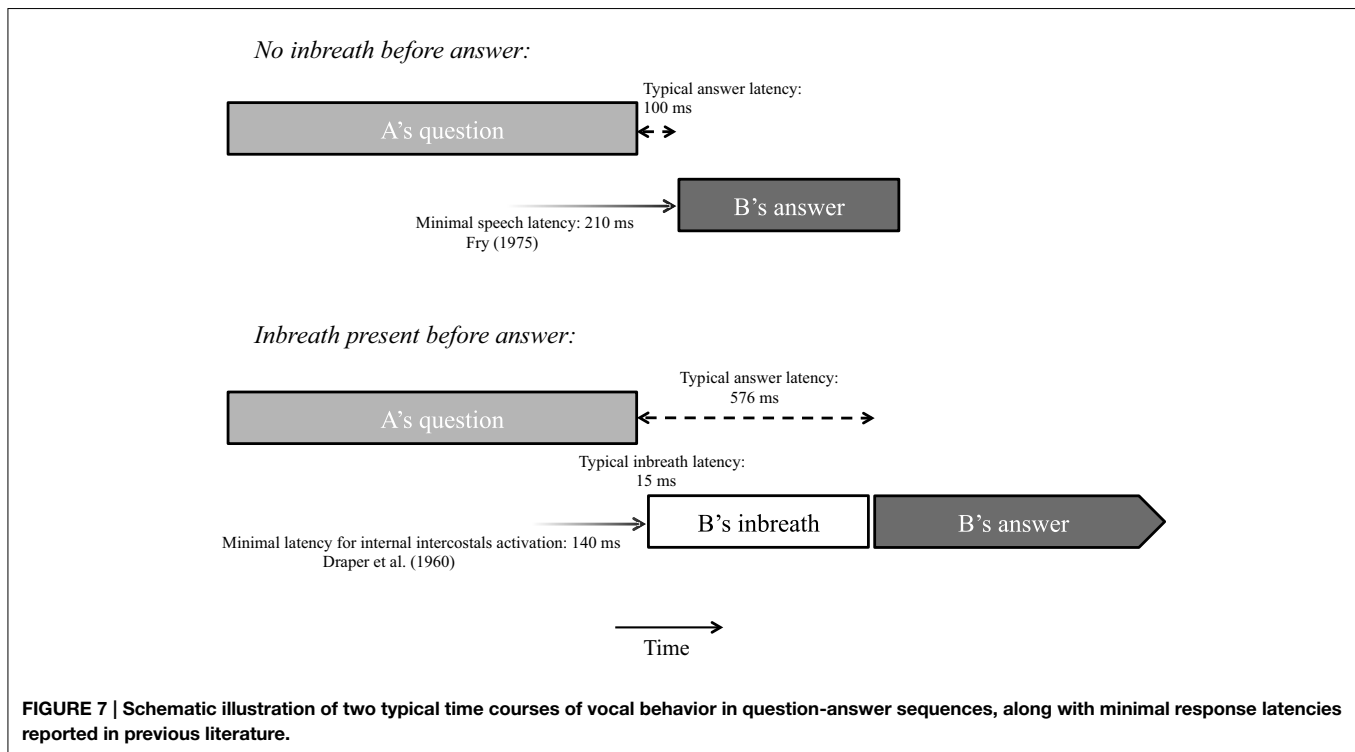 No inbreath before answer:
Typical answer latency:
100 ms
A's question
B's answer
Minimal speech latency: 210 ms
Fry (1975)
Inbreath present before answer:
Typical answer latency:
576 ms
A's question
Typical inbreath latency:
15 ms
B's inbreath
B's answer
Minimal latency for internal intercostals activation: 140 ms
Draper et al. (1960)
Time
FIGURE 7 | Schematic illustration of two typical time courses of vocal behavior in question-answer sequences, along with minimal response latencies
reported in previous literature.